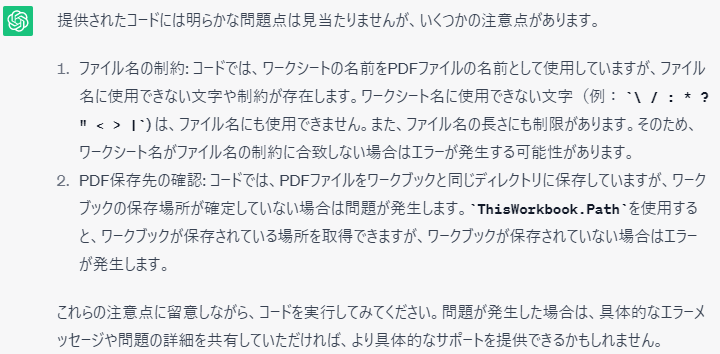 提供されたコードには明らかな問題点は見当たりませんが、いくつかの注意点があります。
1. ファイル名の制約: コードでは、ワークシートの名前をPDFファイルの名前として使用していますが、ファイル
名に使用できない文字や制約が存在します。ワークシート名に使用できない文字（例： `\ / : * ?
" < > |`）は、ファイル名にも使用できません。また、ファイル名の長さにも制限があります。そのため、
ワークシート名がファイル名の制約に合致しない場合はエラーが発生する可能性があります。
2. PDF保存先の確認: コードでは、PDFファイルをワークブックと同じディレクトリに保存していますが、ワーク
ブックの保存場所が確定していない場合は問題が発生します。`ThisWorkbook.Path`を使用する
と、ワークブックが保存されている場所を取得できますが、ワークブックが保存されていない場合はエラー
が発生します。
これらの注意点に留意しながら、コードを実行してみてください。問題が発生した場合は、具体的なエラーメ
ッセージや問題の詳細を共有していただければ、より具体的なサポートを提供できるかもしれません。